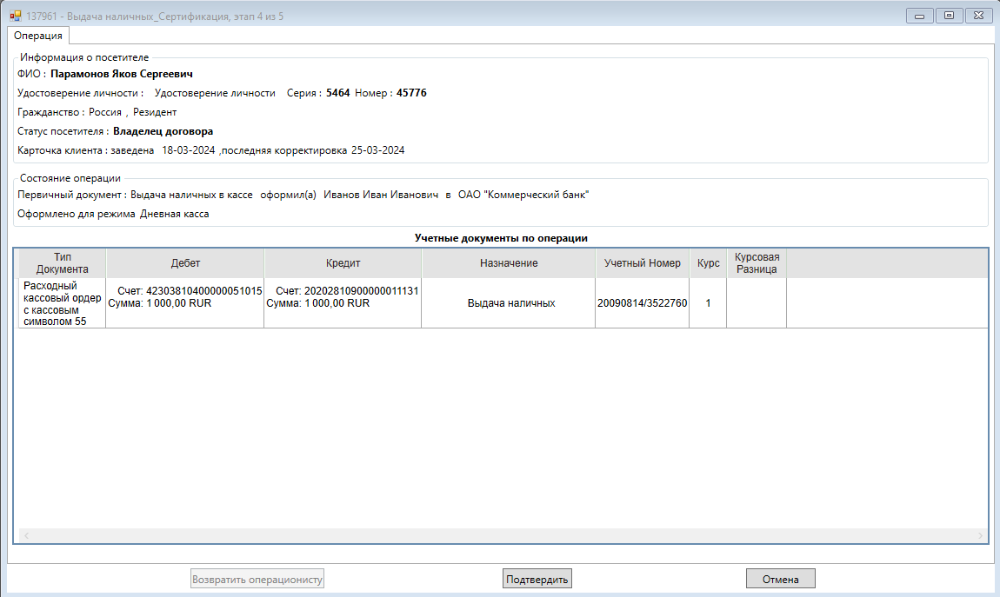 137961 - Выдача наличных_Сертификация, этап 4 из 5
Операция
Информация о посетителе
ФИО : Парамонов Яков Сергеевич
Удостоверение личности : Удостоверение личности Серия : 5464 Номер : 45776
Гражданство : Россия , Резидент
Статус посетителя : Владелец договора
Карточка клиента : заведена 18-03-2024 ,последняя корректировка 25-03-2024
Состояние операции
Первичный документ : Выдача наличных в кассе оформил(а) Иванов Иван Иванович в ОАО "Коммерческий банк"
Оформлено для режима Дневная касса
Учетные документы по операции
Тип Документа Дебет Кредит Назначение Учетный Номер Курс Курсовая Разница
Расходный кассовый ордер с кассовым символом 55
Счет: 42303810400000051015
Сумма: 1 000,00 RUR
Счет: 20202810900000011131
Сумма: 1 000,00 RUR
Выдача наличных
20090814/3522760
1
Возвратить операционисту Подтвердить Отмена